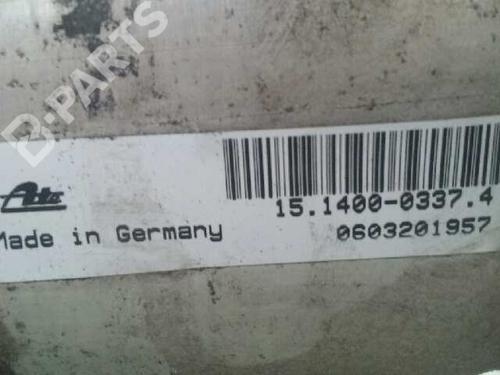 B-PARTS
Ate
15.1400-0337.4
Made in Germany
0603201957